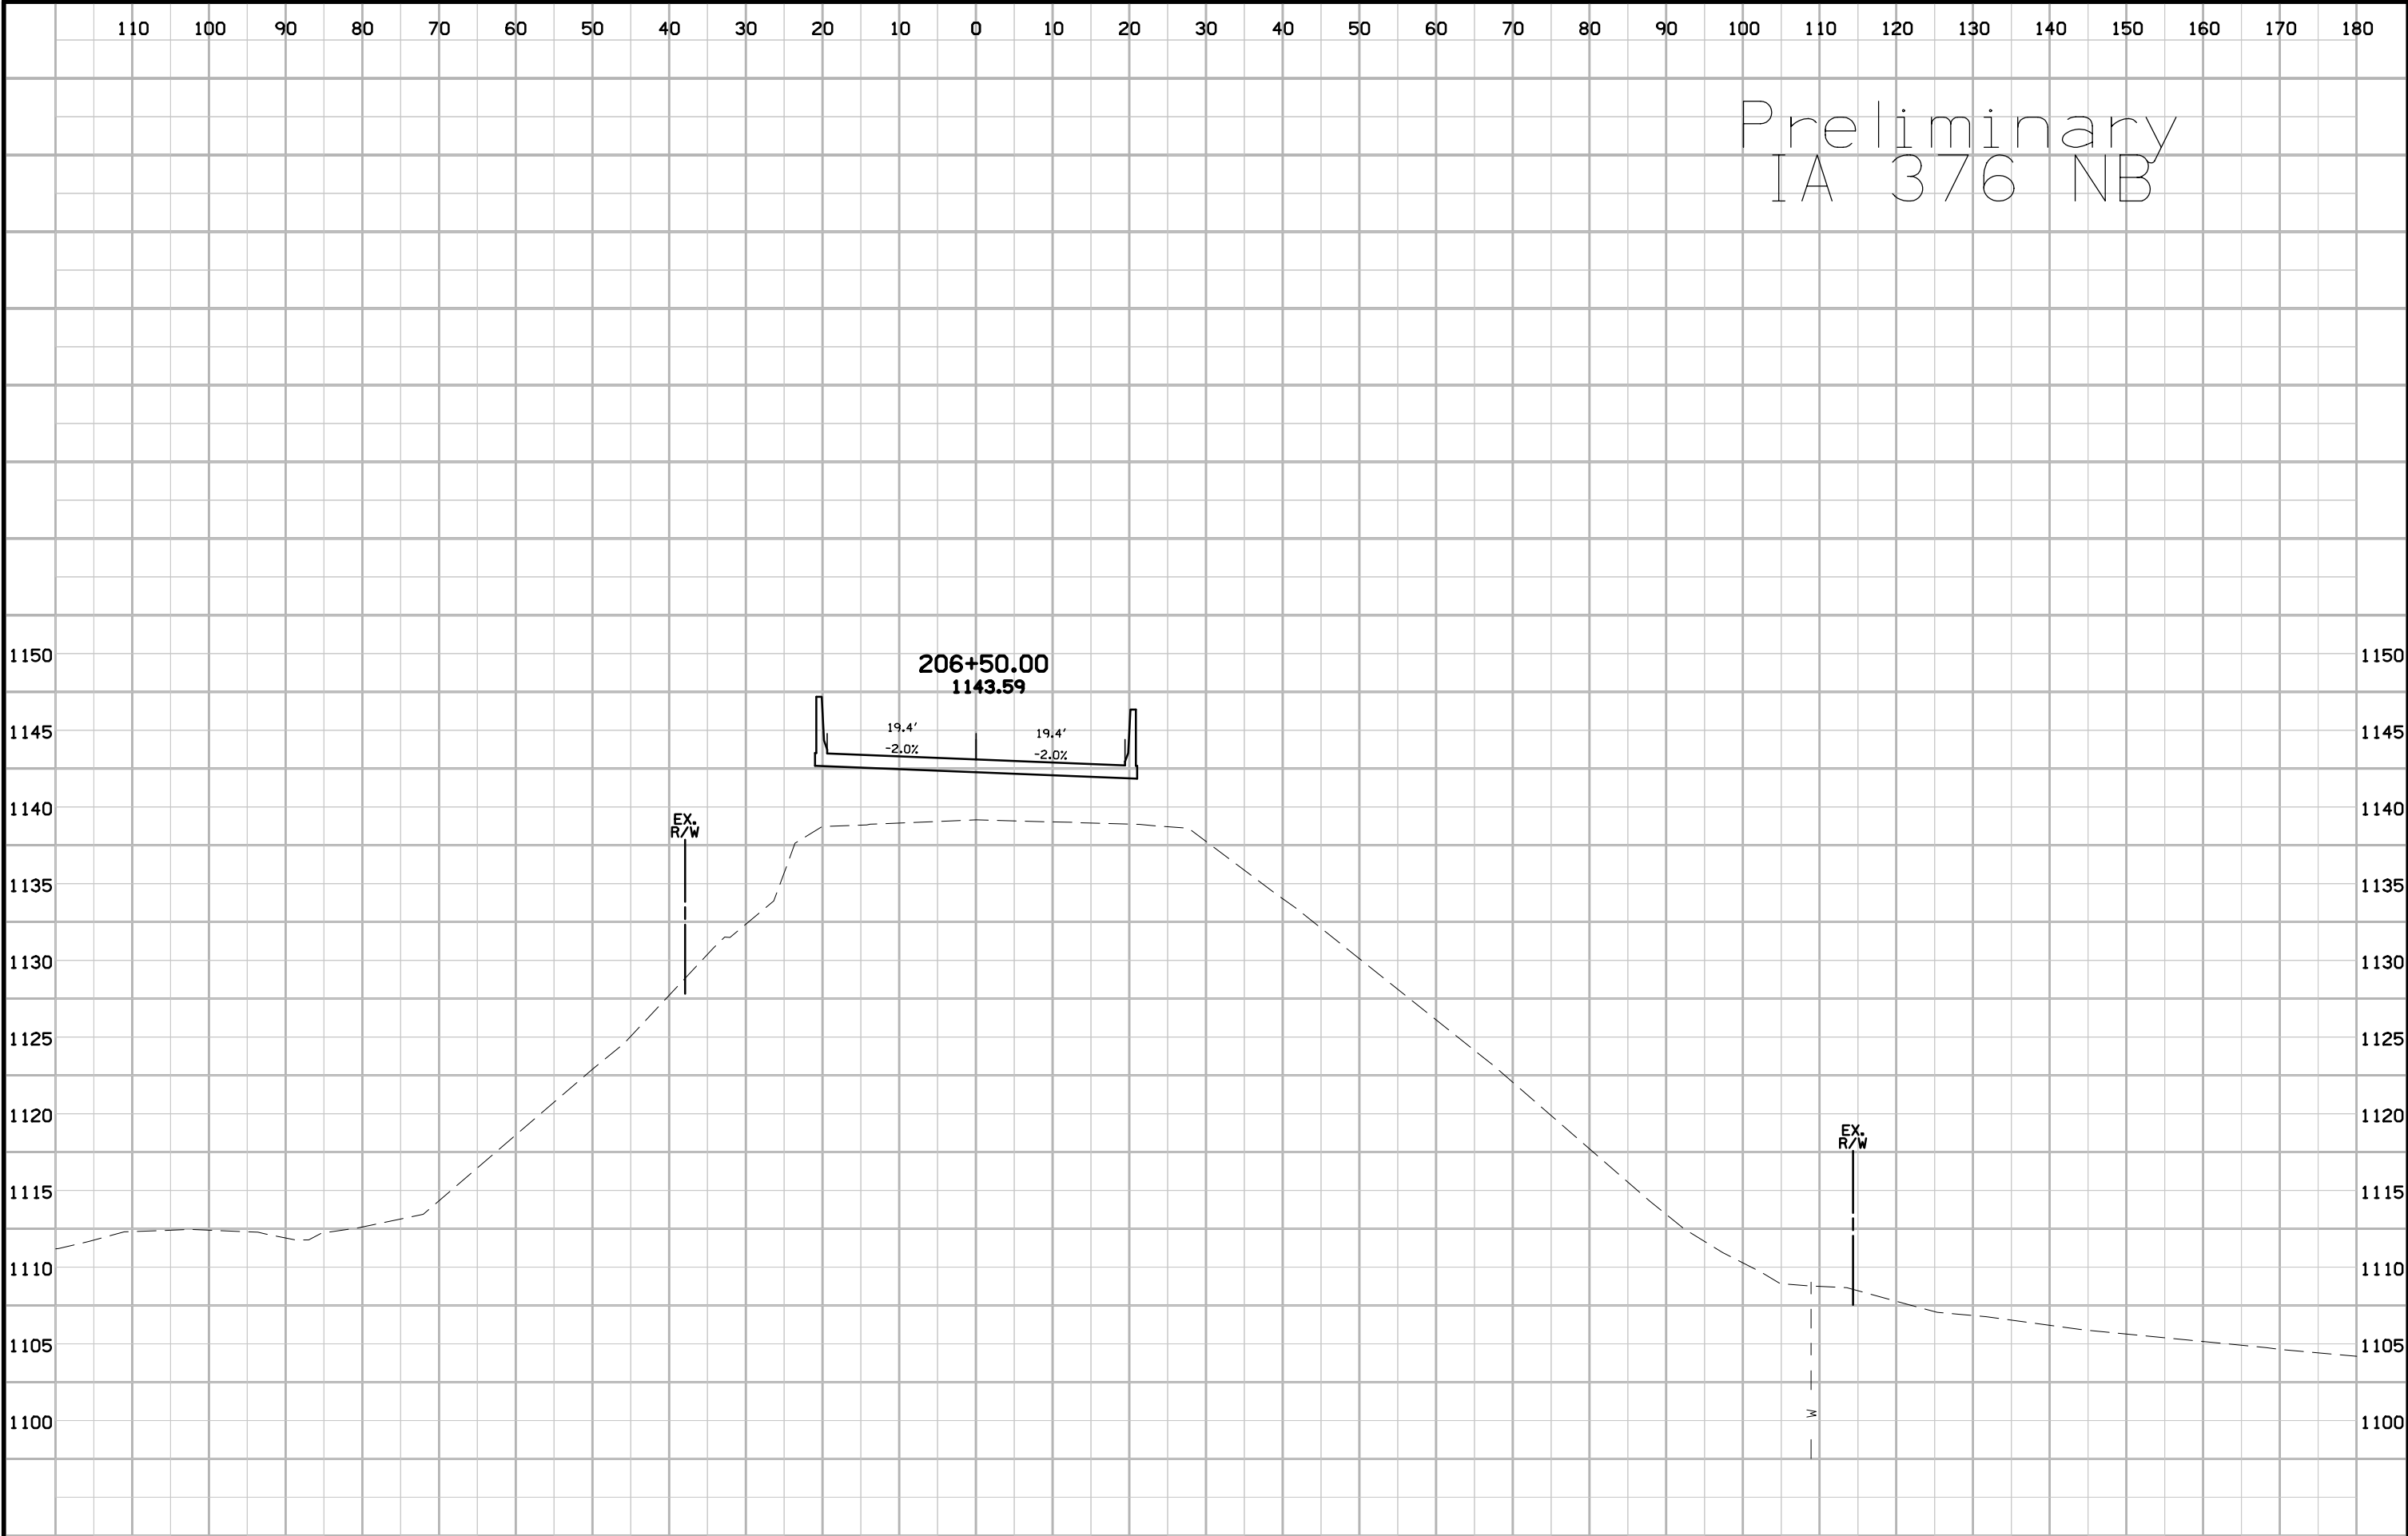 110 100 90 80 70 60 50 40 30 20 10 0 10 20 30 40 50 60 70 80 90 100 110 120 130 140 150 160 170 180
Preliminary
IA 376 NB
1150 206+50.00 1150
1143.59
1145 19.4' 19.4' 1145
-2.0% -2.0%
1140 1140
EX.
R/W
1135 1135
1130 1130
1125 1125
1120 1120
EX.
R/W
1115 1115
1110 1110
1105 1105
1100 W 1100